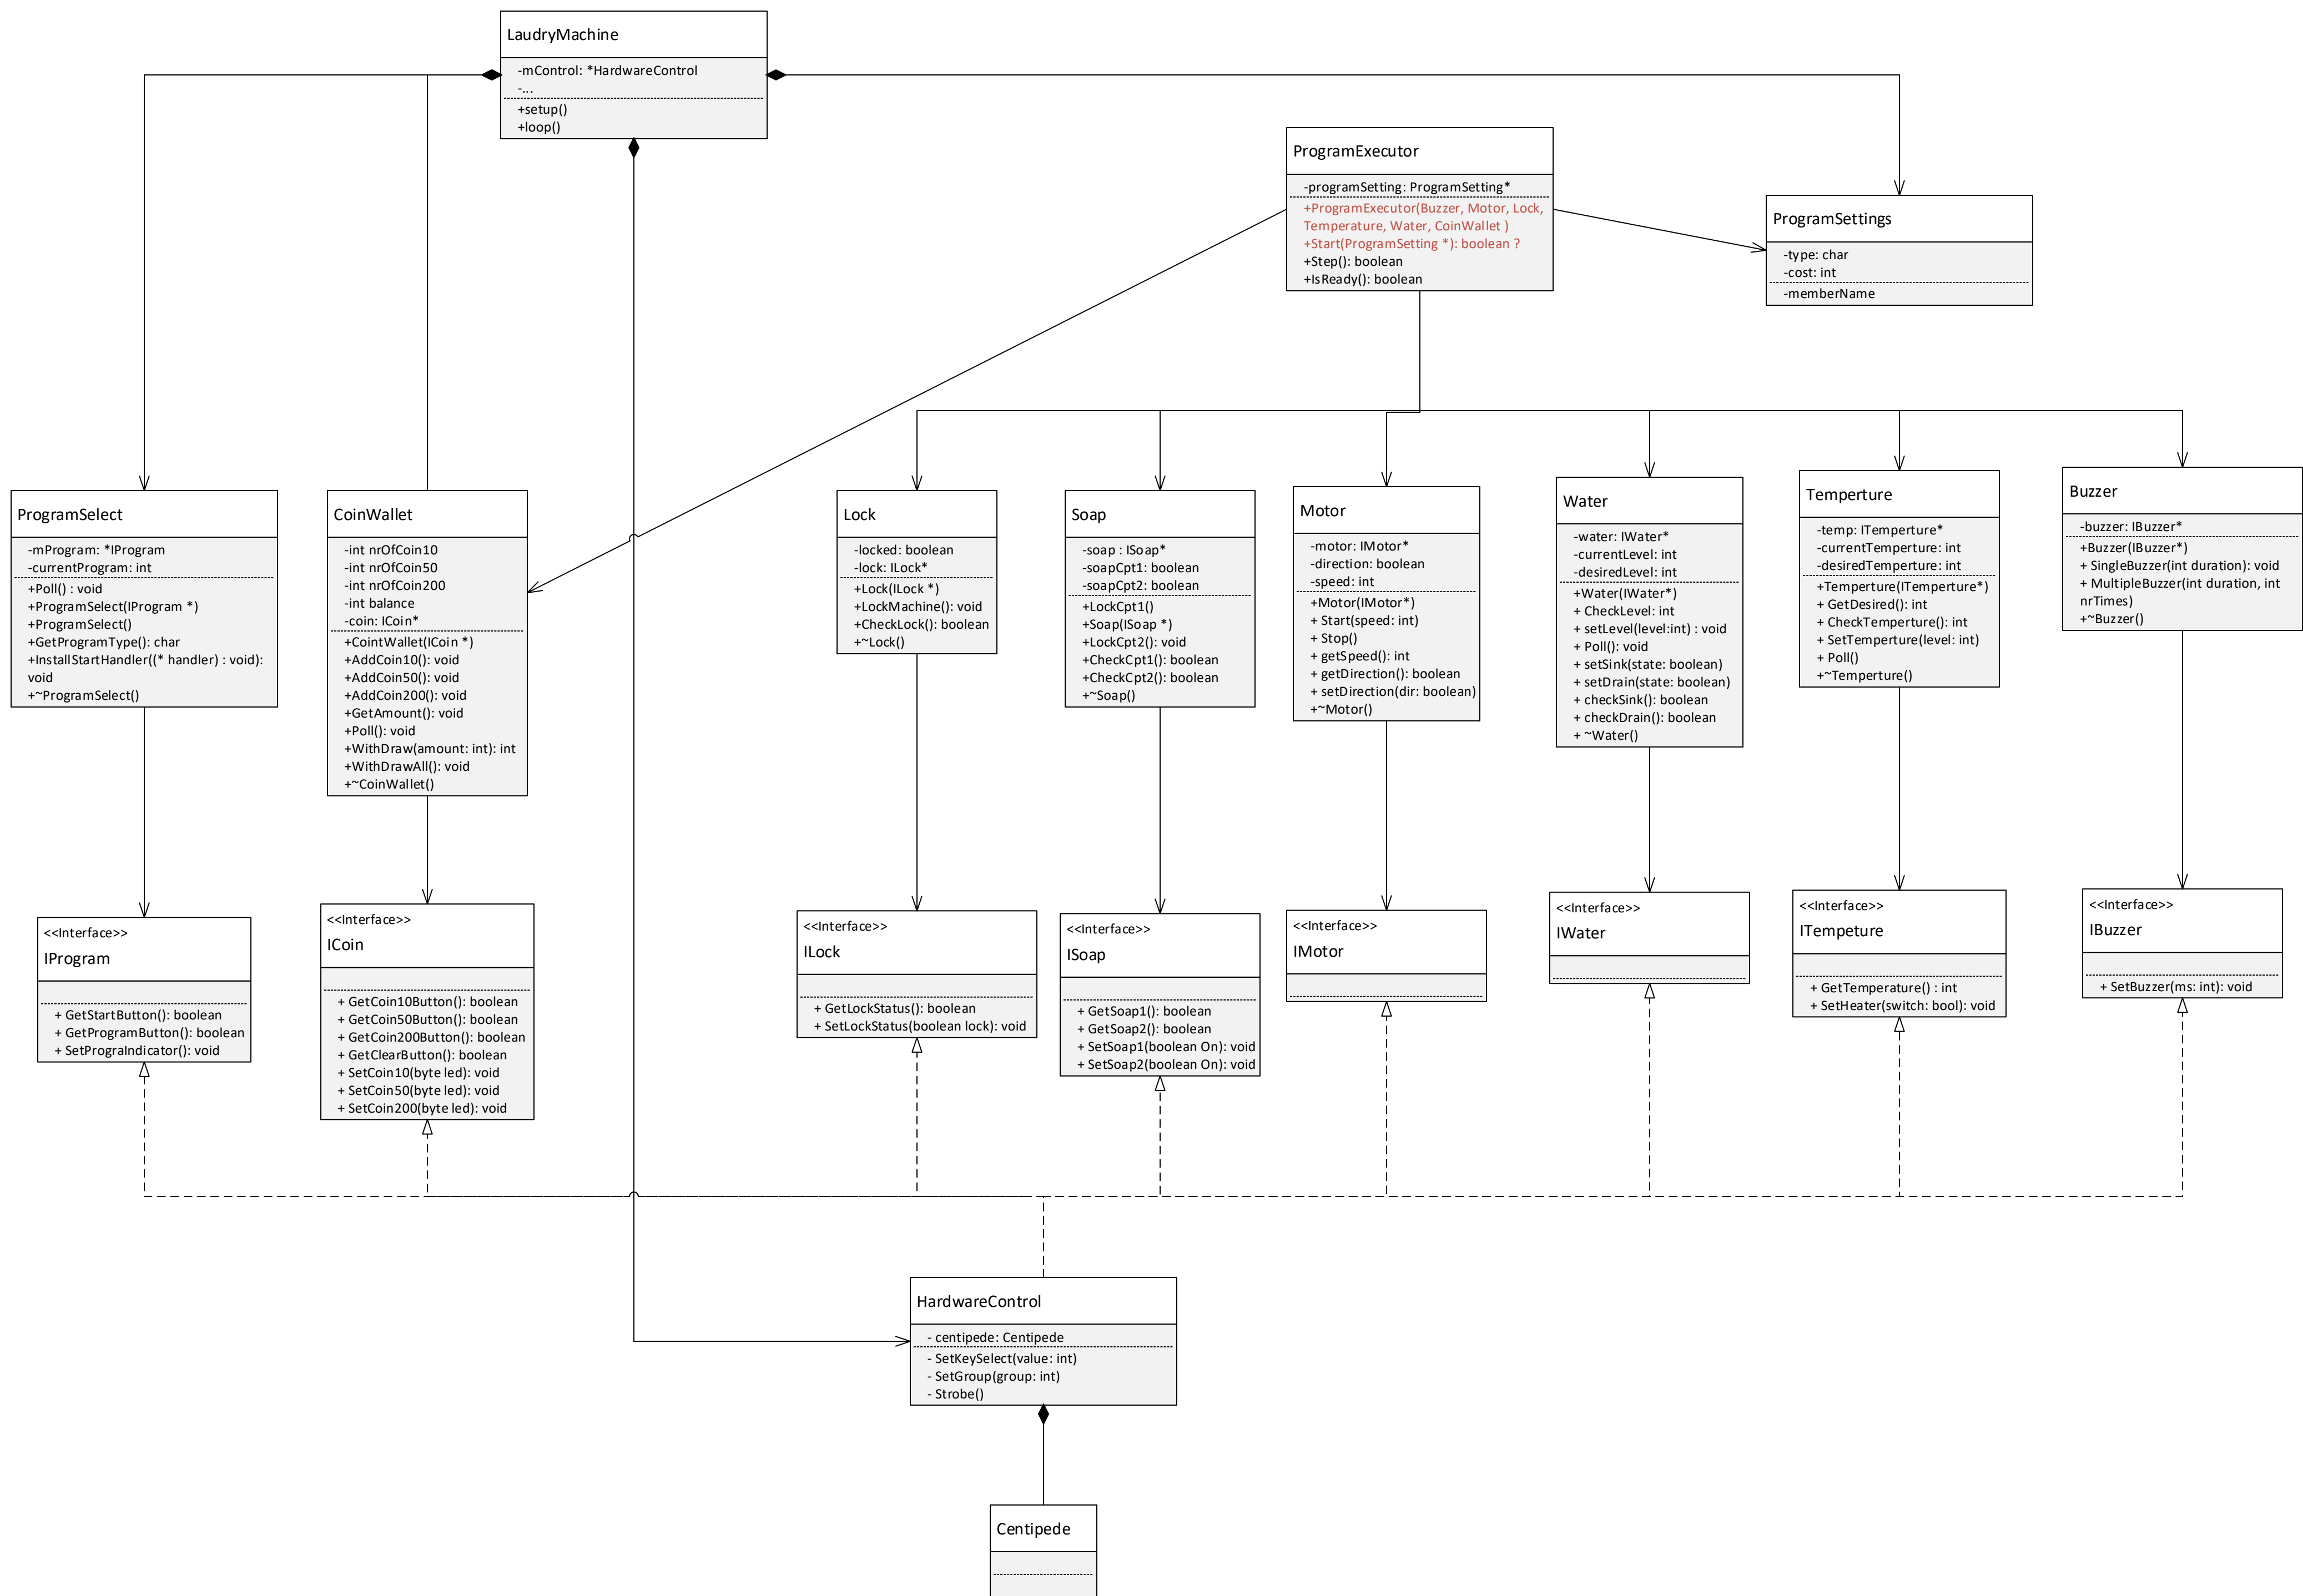 LaudryMachine
-mControl: *HardwareControl
-...
+setup()
+loop()
ProgramExecutor
-programSetting: ProgramSetting*
+ProgramExecutor(Buzzer, Motor, Lock,
Temperature, Water, CoinWallet )
+Start(ProgramSetting *): boolean ?
+Step(): boolean
+IsReady(): boolean
ProgramSettings
-type: char
-cost: int
-memberName
ProgramSelect
-mProgram: *IProgram
-currentProgram: int
+Poll() : void
+ProgramSelect(IProgram *)
+ProgramSelect()
+GetProgramType(): char
+InstallStartHandler((* handler) : void):
void
+~ProgramSelect()
CoinWallet
-int nrOfCoin10
-int nrOfCoin50
-int nrOfCoin200
-int balance
-coin: ICoin*
+CointWallet(ICoin *)
+AddCoin10(): void
+AddCoin50(): void
+AddCoin200(): void
+GetAmount(): void
+Poll(): void
+WithDraw(amount: int): int
+WithDrawAll(): void
+~CoinWallet()
Lock
-locked: boolean
-lock: ILock*
+Lock(ILock *)
+LockMachine(): void
+CheckLock(): boolean
+~Lock()
Soap
-soap : ISoap*
-soapCpt1: boolean
-soapCpt2: boolean
+LockCpt1()
+Soap(ISoap *)
+LockCpt2(): void
+CheckCpt1(): boolean
+CheckCpt2(): boolean
+~Soap()
Motor
-motor: IMotor*
-direction: boolean
-speed: int
+Motor(IMotor*)
+ Start(speed: int)
+ Stop()
+ getSpeed(): int
+ getDirection(): boolean
+ setDirection(dir: boolean)
+~Motor()
Water
-water: IWater*
-currentLevel: int
-desiredLevel: int
+Water(IWater*)
+ CheckLevel: int
+ setLevel(level:int) : void
+ Poll(): void
+ setSink(state: boolean)
+ setDrain(state: boolean)
+ checkSink(): boolean
+ checkDrain(): boolean
+ ~Water()
Temperture
-temp: ITemperture*
-currentTemperture: int
-desiredTemperture: int
+Temperture(ITemperture*)
+ GetDesired(): int
+ CheckTemperture(): int
+ SetTemperture(level: int)
+ Poll()
+~Temperture()
Buzzer
-buzzer: IBuzzer*
+Buzzer(IBuzzer*)
+ SingleBuzzer(int duration): void
+ MultipleBuzzer(int duration, int
nrTimes)
+~Buzzer()
<<Interface>>
IProgram
+ GetStartButton(): boolean
+ GetProgramButton(): boolean
+ SetPrograIndicator(): void
<<Interface>>
ICoin
+ GetCoin10Button(): boolean
+ GetCoin50Button(): boolean
+ GetCoin200Button(): boolean
+ GetClearButton(): boolean
+ SetCoin10(byte led): void
+ SetCoin50(byte led): void
+ SetCoin200(byte led): void
<<Interface>>
ILock
+ GetLockStatus(): boolean
+ SetLockStatus(boolean lock): void
<<Interface>>
ISoap
+ GetSoap1(): boolean
+ GetSoap2(): boolean
+ SetSoap1(boolean On): void
+ SetSoap2(boolean On): void
<<Interface>>
IMotor
<<Interface>>
IWater
<<Interface>>
ITempeture
+ GetTemperature() : int
+ SetHeater(switch: bool): void
<<Interface>>
IBuzzer
+ SetBuzzer(ms: int): void
HardwareControl
- centipede: Centipede
- SetKeySelect(value: int)
- SetGroup(group: int)
- Strobe()
Centipede